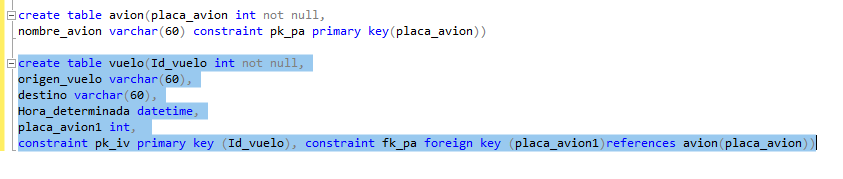 create table avion(placa_avion int not null,
nombre_avion varchar(60) constraint pk_pa primary key(placa_avion))
create table vuelo(Id_vuelo int not null,
origen_vuelo varchar(60),
destino varchar(60),
Hora_determinada datetime,
placa_avion1 int,
constraint pk_iv primary key (Id_vuelo), constraint fk_pa foreign key (placa_avion1)references avion(placa_avion))